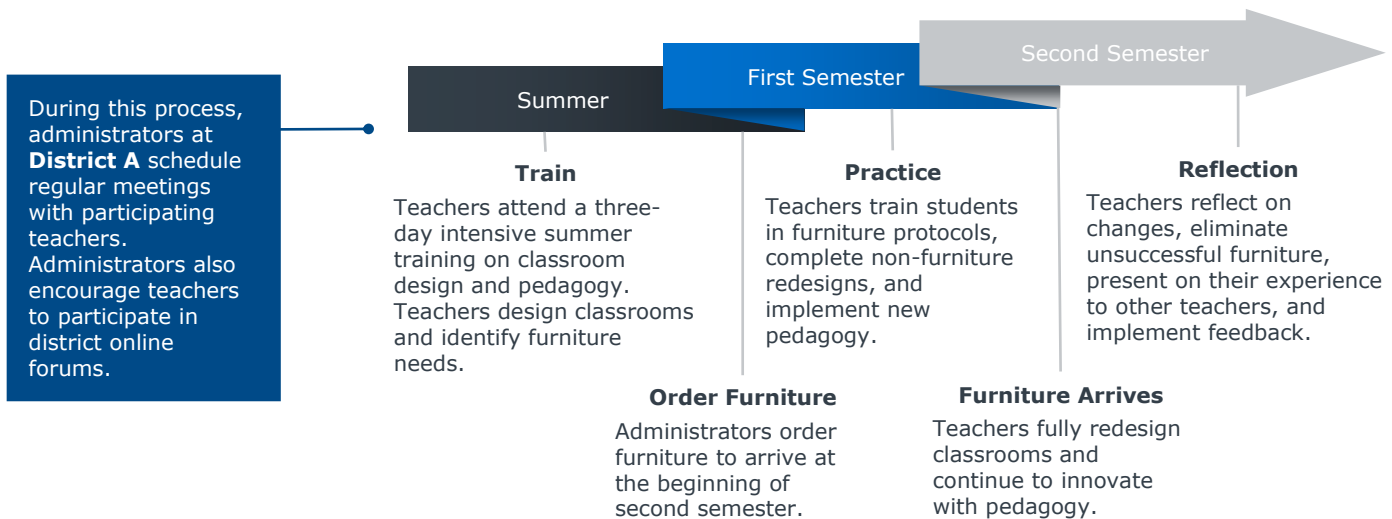 During this process,
administrators at
District A schedule
regular meetings
with participating
teachers.
Administrators also
encourage teachers
to participate in
district online
forums.
Summer
First Semester
Second Semester
Train
Teachers attend a three-
day intensive summer
training on classroom
design and pedagogy.
Teachers design classrooms
and identify furniture
needs.
Order Furniture
Administrators order
furniture to arrive at
the beginning of
second semester.
Practice
Teachers train students
in furniture protocols,
complete non-furniture
redesigns, and
implement new
pedagogy.
Furniture Arrives
Teachers fully redesign
classrooms and
continue to innovate
with pedagogy.
Reflection
Teachers reflect on
changes, eliminate
unsuccessful furniture,
present on their experience
to other teachers, and
implement feedback.